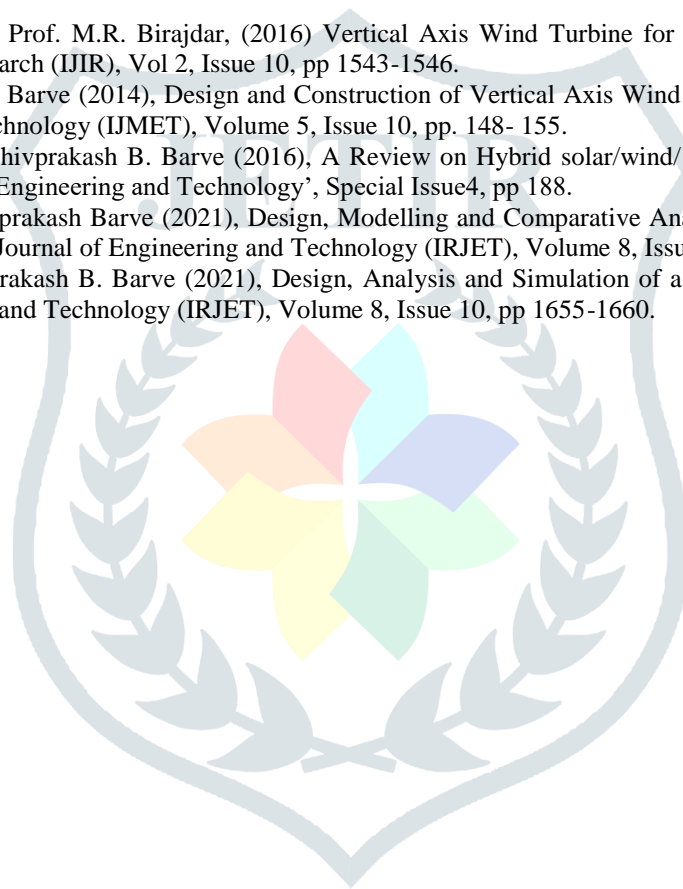 Prof. M.R. Birajdar, (2016) Vertical Axis Wind Turbine for
arch (IJIR), Vol 2, Issue 10, pp 1543-1546.
Barve (2014), Design and Construction of Vertical Axis Wind
chnology (IJMET), Volume 5, Issue 10, pp. 148- 155.
hivprakash B. Barve (2016), A Review on Hybrid solar/wind/
Engineering and Technology’, Special Issue4, pp 188.
prakash Barve (2021), Design, Modelling and Comparative Ana
Journal of Engineering and Technology (IRJET), Volume 8, Issu
rakash B. Barve (2021), Design, Analysis and Simulation of a
and Technology (IRJET), Volume 8, Issue 10, pp 1655-1660.
JETIR